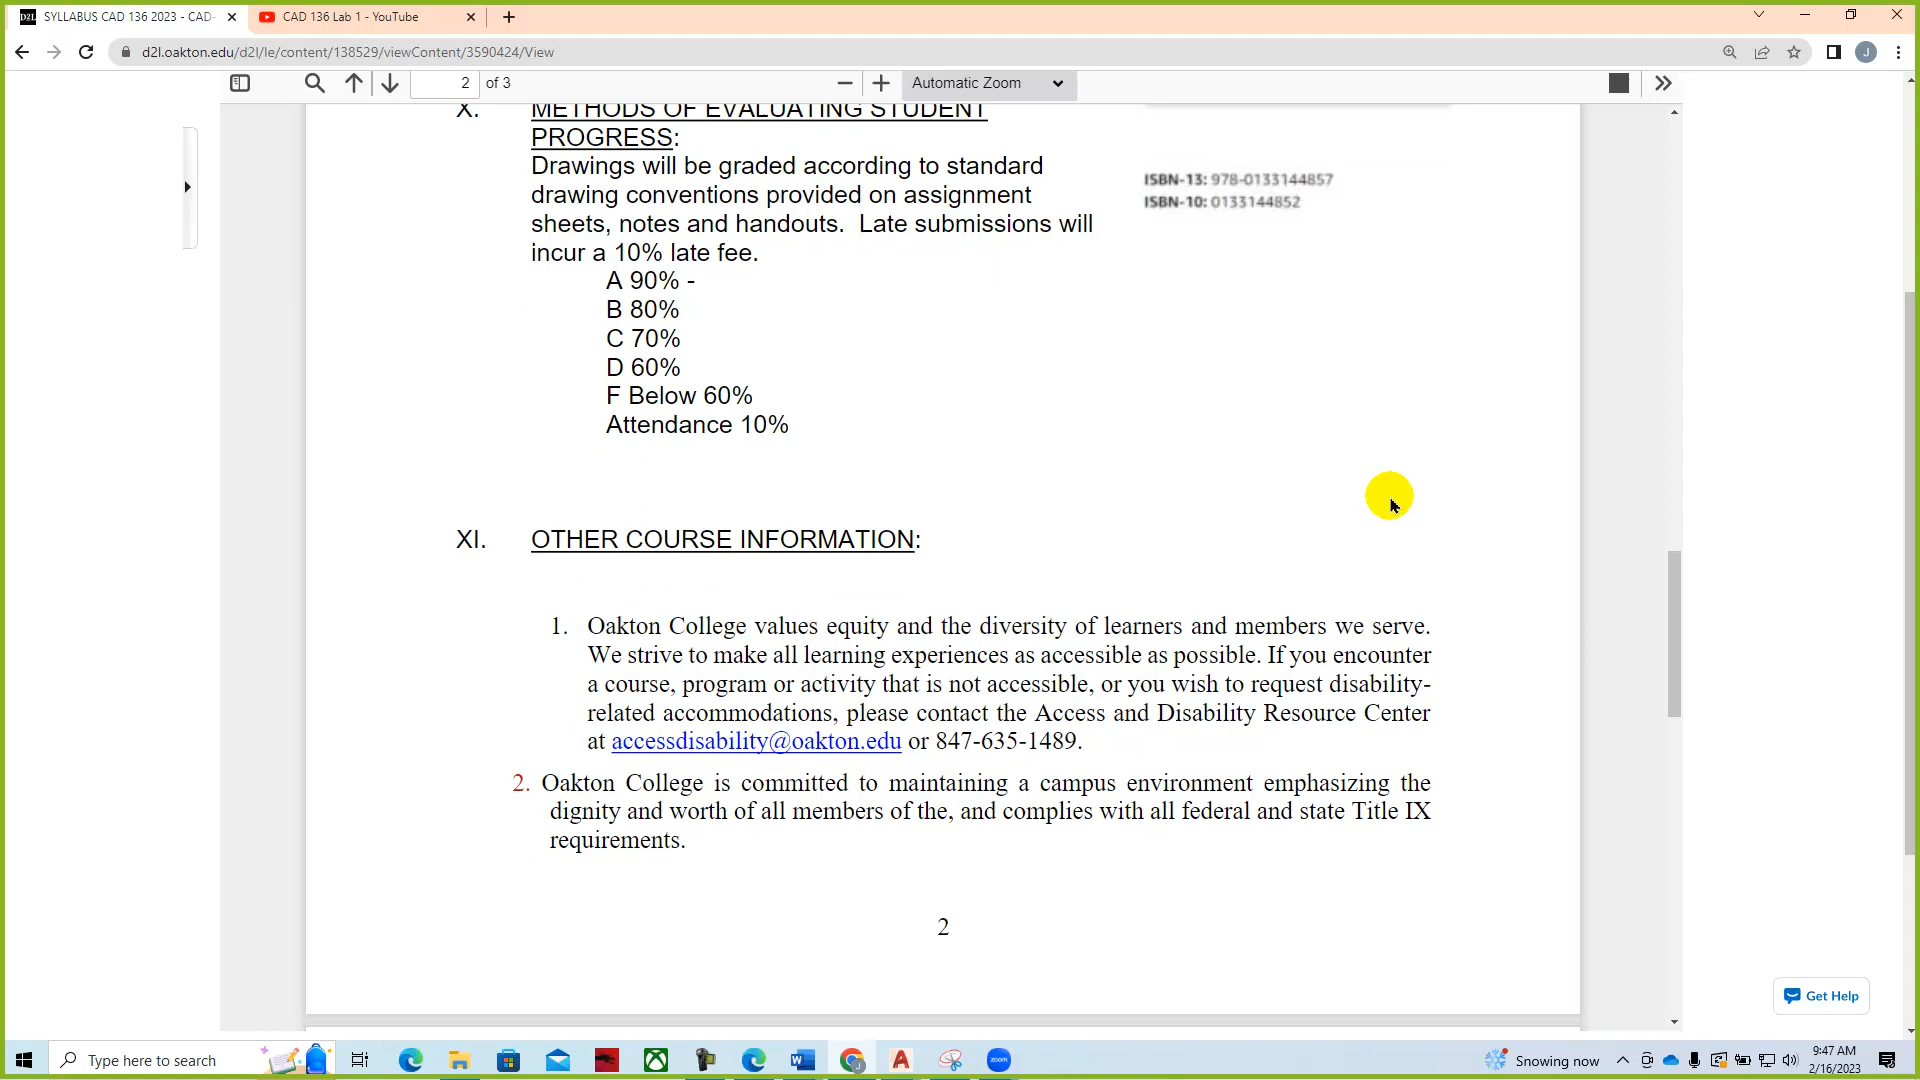 SYLLABUS CAD 136 2023 - CAD-
CAD 136 Lab 1 - YouTube
d2l.oakton.edu/d2l/le/content/138529/viewContent/3590424/View
J
2 of 3
Automatic Zoom
X. METHODS OF EVALUATING STUDENT
PROGRESS:
Drawings will be graded according to standard
drawing conventions provided on assignment
sheets, notes and handouts. Late submissions will
incur a 10% late fee.
A 90% -
B 80%
C 70%
D 60%
F Below 60%
Attendance 10%
ISBN-13: 978-0133144857
ISBN-10: 0133144852
XI. OTHER COURSE INFORMATION:
1. Oakton College values equity and the diversity of learners and members we serve.
We strive to make all learning experiences as accessible as possible. If you encounter
a course, program or activity that is not accessible, or you wish to request disability-
related accommodations, please contact the Access and Disability Resource Center
at accessdisability@oakton.edu or 847-635-1489.
2. Oakton College is committed to maintaining a campus environment emphasizing the
dignity and worth of all members of the, and complies with all federal and state Title IX
requirements.
2
Get Help
Type here to search
zoom
Snowing now
9:47 AM
2/16/2023